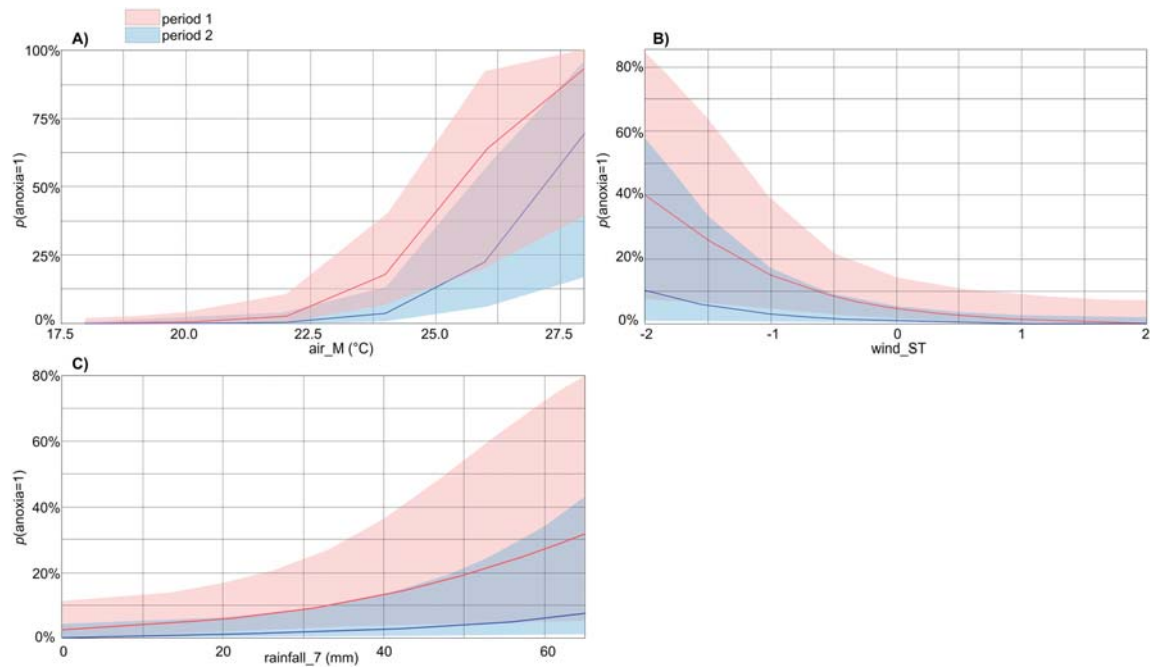 period 1
period 2
A)
100%
75%
50%
25%
0%
p(anoxia=1)
17.5 20.0 22.5 25.0 27.5
air_M (°C)
B)
80%
60%
40%
20%
0%
p(anoxia=1)
-2 -1 0 1 2
wind_ST
C)
80%
60%
40%
20%
0%
p(anoxia=1)
0 20 40 60
rainfall_7 (mm)